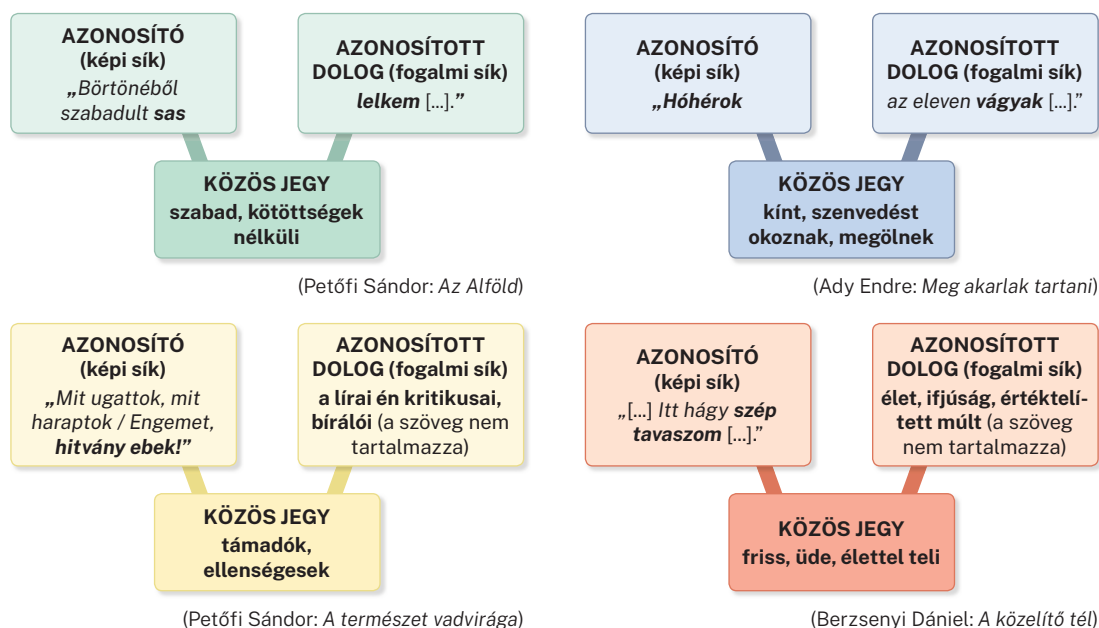 AZONOSÍTÓ
(képi sík)
„Börtönéből
szabadult sas
AZONOSÍTOTT
DOLOG (fogalmi sík)
lelkem [...].”
KÖZÖS JEGY
szabad, kötöttségek
nélküli
(Petőfi Sándor: Az Alföld)
AZONOSÍTÓ
(képi sík)
„Hóhérok
AZONOSÍTOTT
DOLOG (fogalmi sík)
az eleven vágyak [...].”
KÖZÖS JEGY
kínt, szenvedést
okoznak, megölnek
(Ady Endre: Meg akarlak tartani)
AZONOSÍTÓ
(képi sík)
„Mit ugattok, mit
haraptok / Engemet,
hitvány ebek!”
AZONOSÍTOTT
DOLOG (fogalmi sík)
a lírai én kritikusai,
bírálói (a szöveg nem
tartalmazza)
KÖZÖS JEGY
támadók,
ellenségesek
(Petőfi Sándor: A természet vadvirága)
AZONOSÍTÓ
(képi sík)
„[...] Itt hágy szép
tavaszom [...].”
AZONOSÍTOTT
DOLOG (fogalmi sík)
élet, ifjúság, értékteli-
tett múlt (a szöveg
nem tartalmazza)
KÖZÖS JEGY
friss, üde, élettel teli
(Berzsenyi Dániel: A közelítő tél)